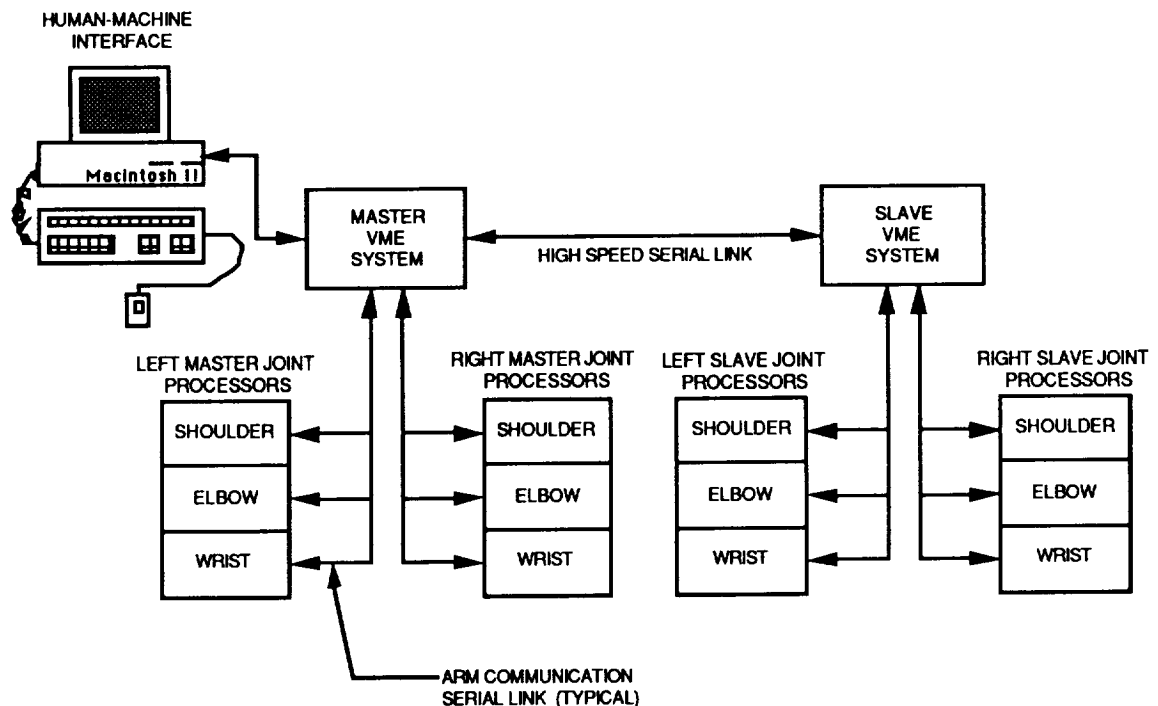 HUMAN-MACHINE
INTERFACE
Macintosh II
MASTER
VME
SYSTEM
HIGH SPEED SERIAL LINK
SLAVE
VME
SYSTEM
LEFT MASTER JOINT
PROCESSORS
SHOULDER
ELBOW
WRIST
RIGHT MASTER JOINT
PROCESSORS
SHOULDER
ELBOW
WRIST
LEFT SLAVE JOINT
PROCESSORS
SHOULDER
ELBOW
WRIST
RIGHT SLAVE JOINT
PROCESSORS
SHOULDER
ELBOW
WRIST
ARM COMMUNICATION
SERIAL LINK (TYPICAL)